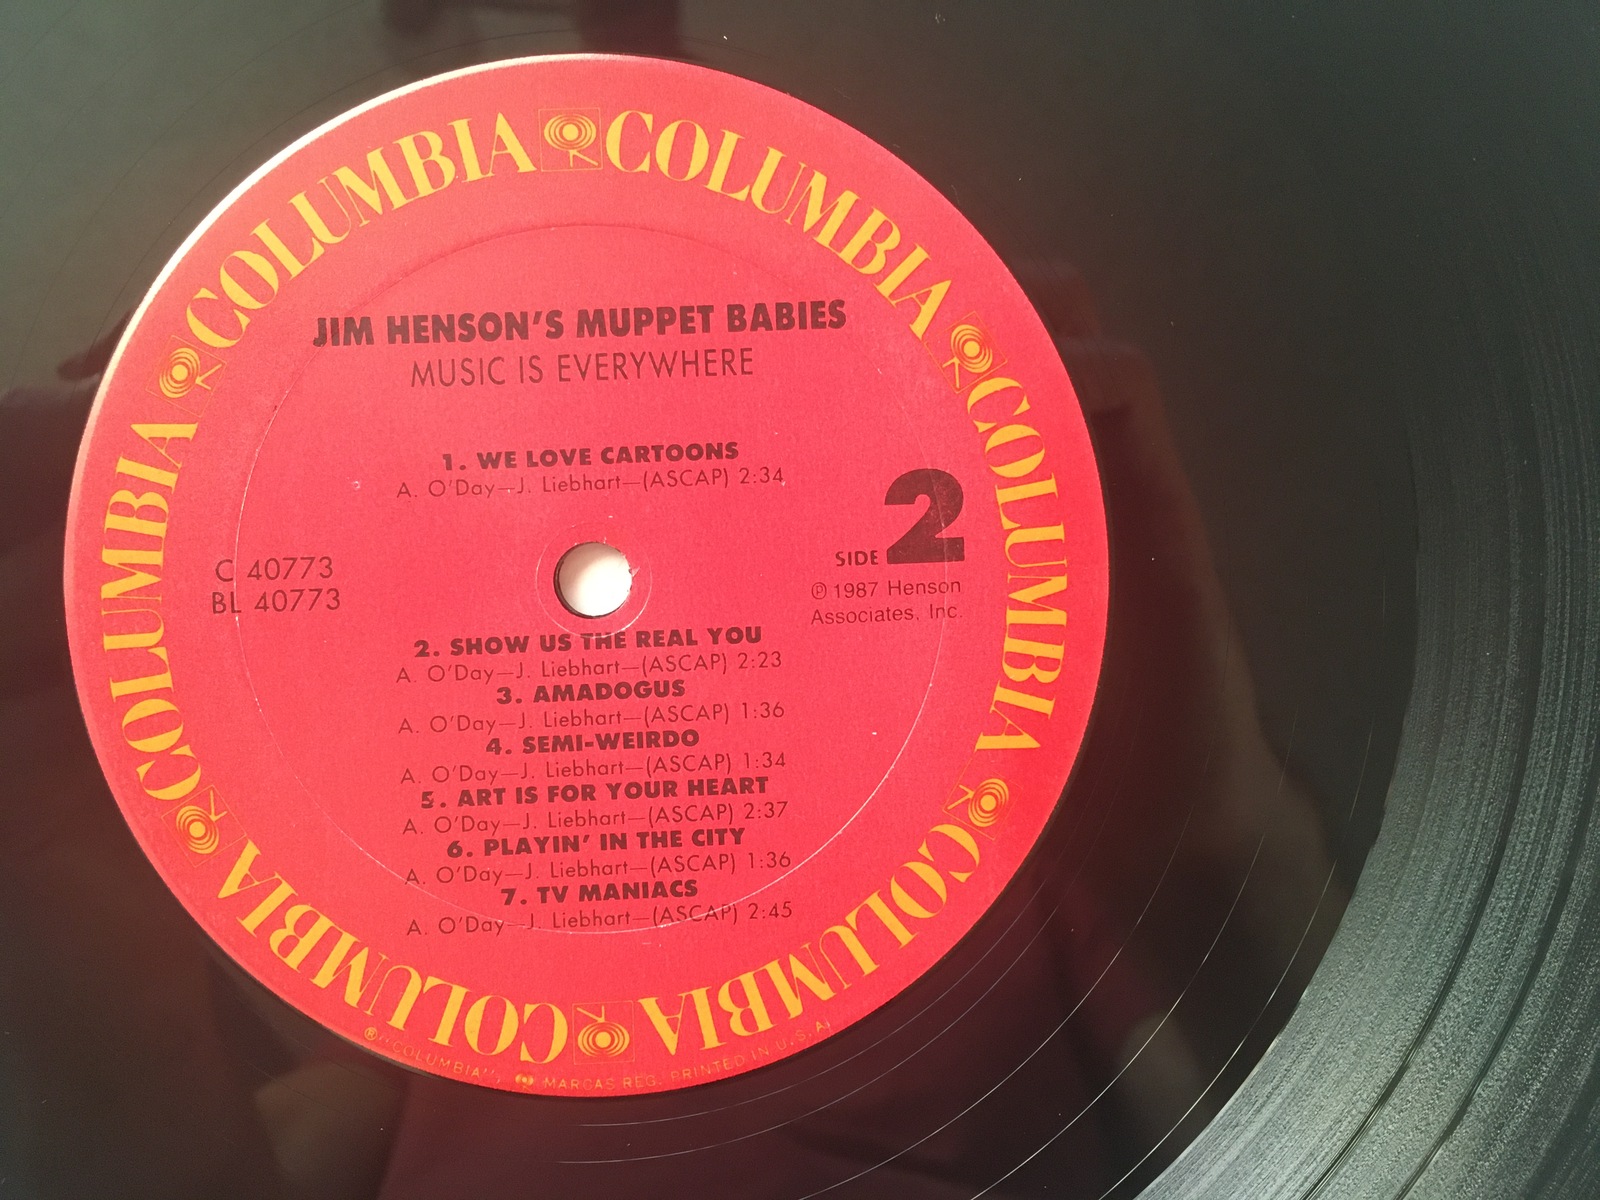 COLUMBIA COLUMBIA COLUMBIA COLUMBIA COLUMBIA COLUMBIA
JIM HENSON'S MUPPET BABIES
MUSIC IS EVERYWHERE
1. WE LOVE CARTOONS
A. O'Day—J. Liebhart—(ASCAP) 2:34
C 40773
BL 40773
SIDE 2
℗ 1987 Henson
Associates, Inc.
2. SHOW US THE REAL YOU
A. O'Day—J. Liebhart—(ASCAP) 2:23
3. AMADOGUS
A. O'Day—J. Liebhart—(ASCAP) 1:36
4. SEMI-WEIRDO
A. O'Day—J. Liebhart—(ASCAP) 1:34
5. ART IS FOR YOUR HEART
A. O'Day—J. Liebhart—(ASCAP) 2:37
6. PLAYIN' IN THE CITY
A. O'Day—J. Liebhart—(ASCAP) 1:36
7. TV MANIACS
A. O'Day—J. Liebhart—(ASCAP) 2:45
® "COLUMBIA", MARCAS REG. PRINTED IN U.S.A.